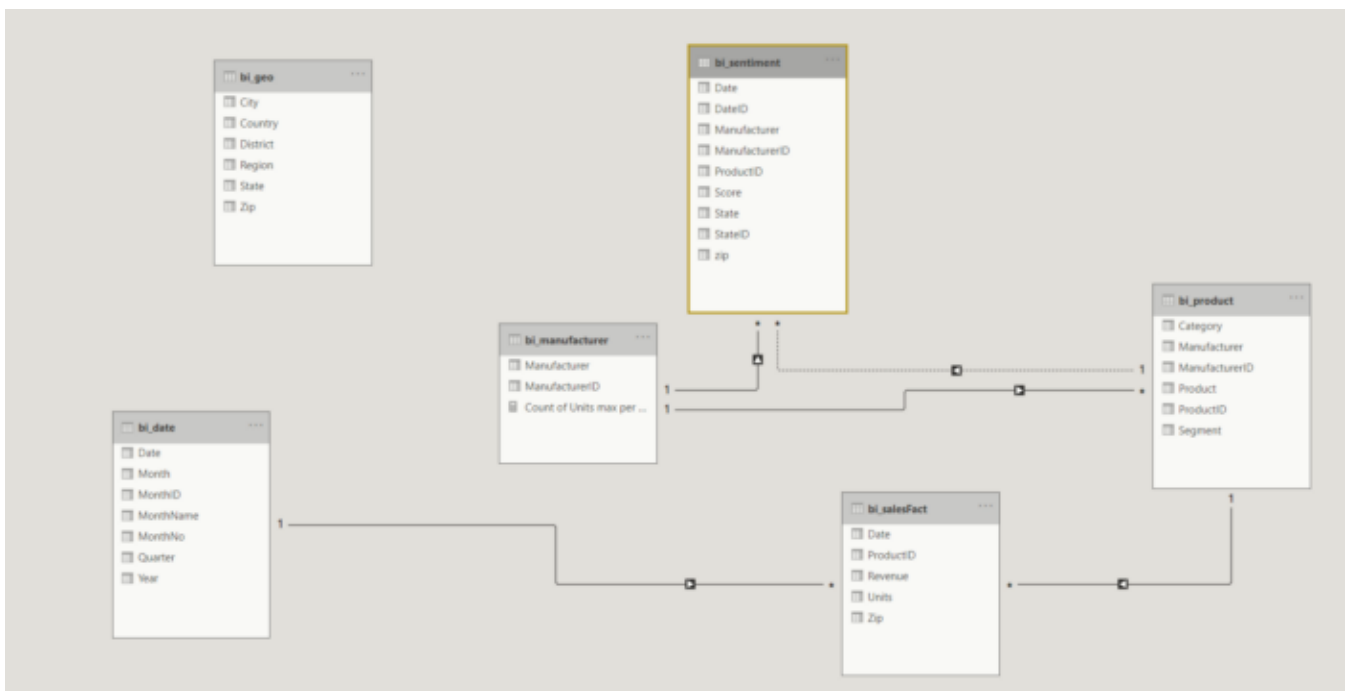 bi_geo
City
Country
District
Region
State
Zip
bi_sentiment
Date
DateID
Manufacturer
ManufacturerID
ProductID
Score
State
StateID
zip
bi_manufacturer
Manufacturer
ManufacturerID
Count of Units max per ...
bi_product
Category
Manufacturer
ManufacturerID
Product
ProductID
Segment
bi_date
Date
Month
MonthID
MonthName
MonthNo
Quarter
Year
bi_salesFact
Date
ProductID
Revenue
Units
Zip
* *
1
1
1 *
1
1 *
*